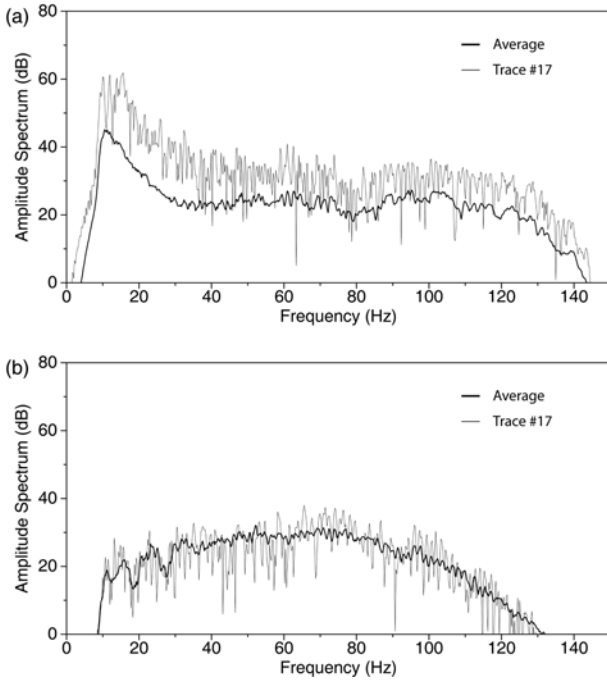 (a)
80
60
40
20
0
Amplitude Spectrum (dB)
Average
Trace #17
0 20 40 60 80 100 120 140
Frequency (Hz)
(b)
80
60
40
20
0
Amplitude Spectrum (dB)
Average
Trace #17
0 20 40 60 80 100 120 140
Frequency (Hz)